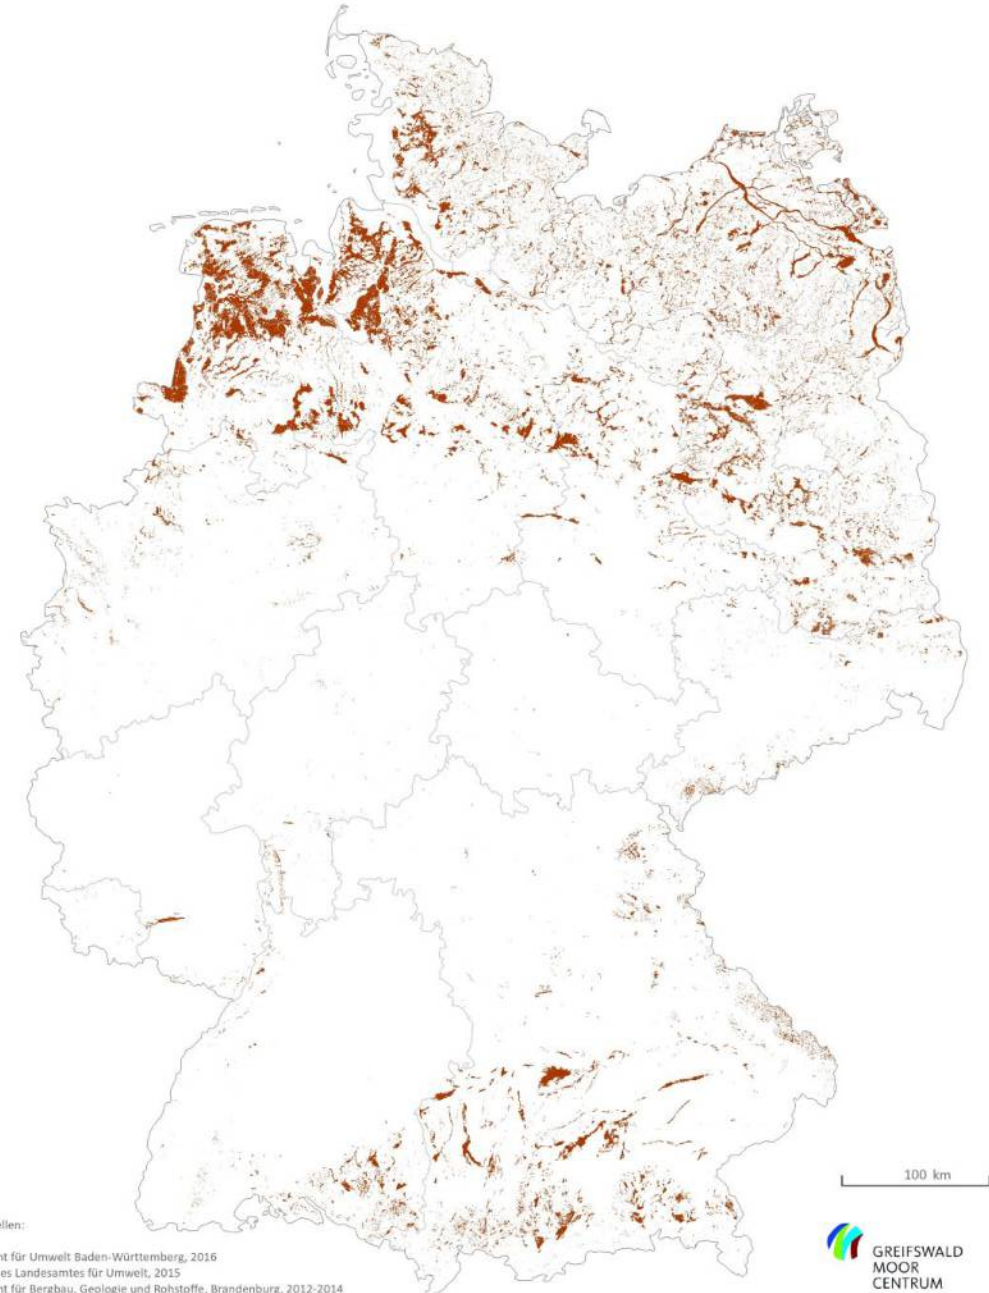 100 km
ellen:
nt für Umwelt Baden-Württemberg, 2016
es Landesamtes für Umwelt, 2015
nt für Bergbau, Geologie und Rohstoffe, Brandenburg, 2012-2014
GREIFSWALD
MOOR
CENTRUM